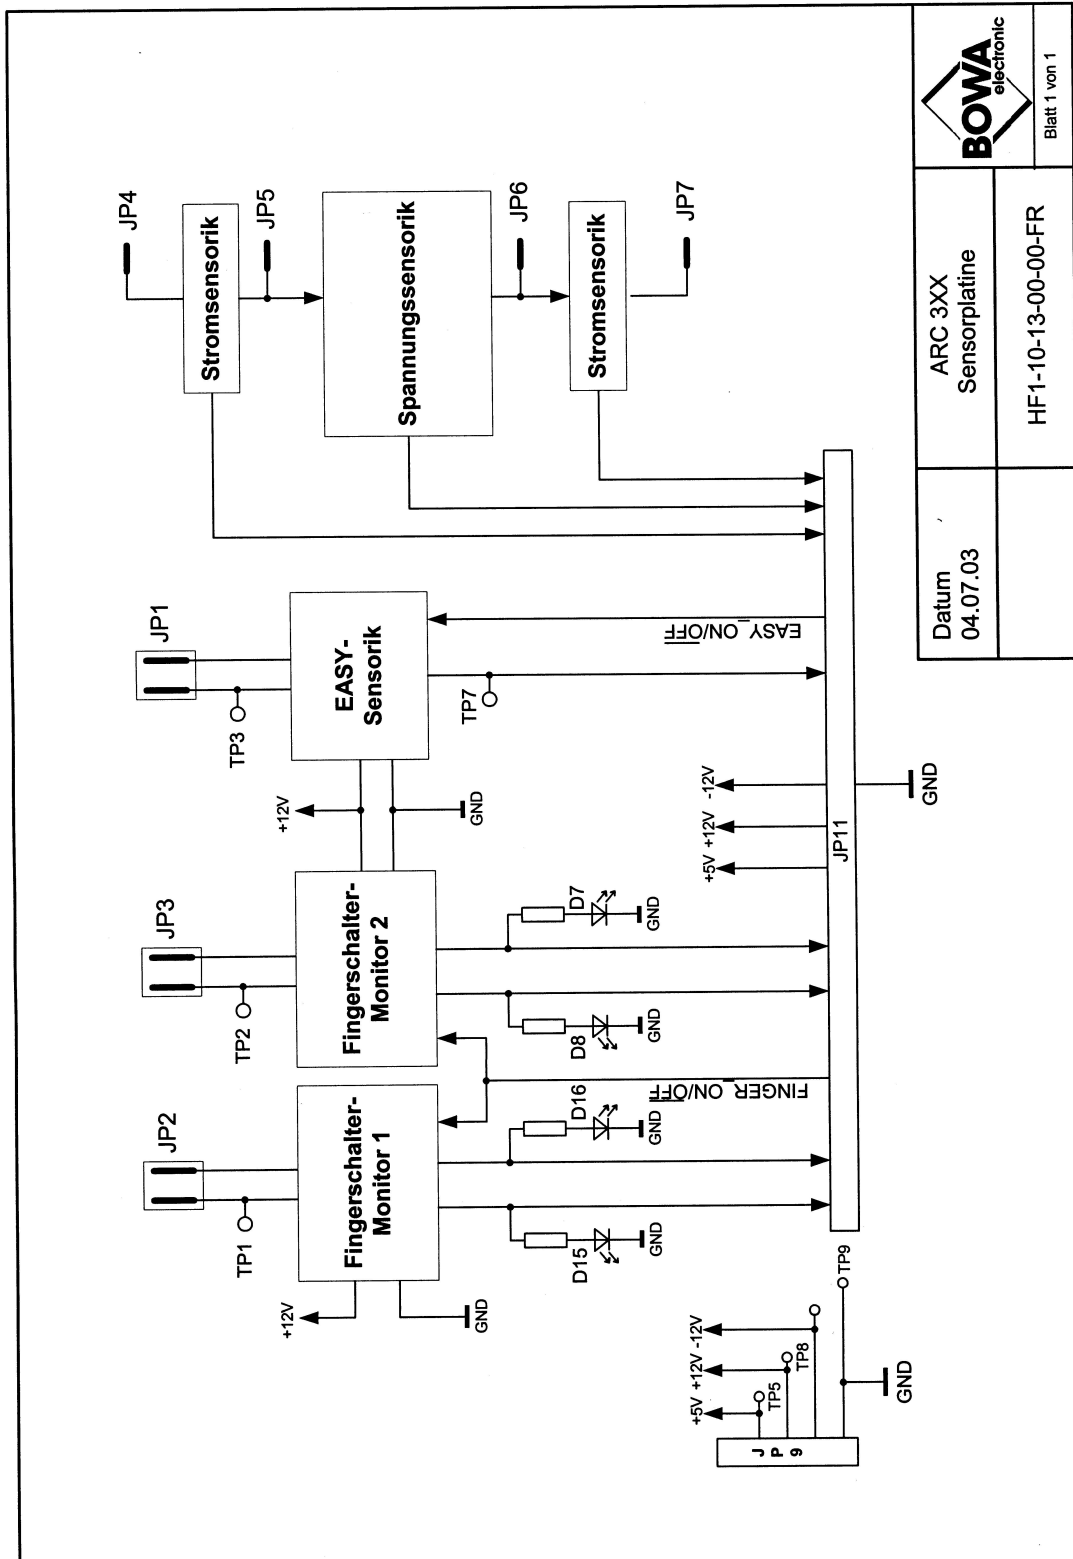 JP2
JP3
JP1
JP4
JP5
JP6
JP7
TP1
TP2
TP3
Fingerschalter-
Monitor 1
Fingerschalter-
Monitor 2
EASY-
Sensorik
Stromsensorik
Spannungssensorik
Stromsensorik
+12V
GND
+12V
GND
D15
GND
D16
GND
D8
GND
D7
GND
TP7
FINGER_ON/OFF
EASY_ON/OFF
+5V
+12V
-12V
JP11
GND
+5V
+12V
-12V
TP5
TP8
TP9
J
P
9
GND
Datum
04.07.03
ARC 3XX
Sensorplatine
HF1-10-13-00-00-FR
BOWA
electronic
Blatt 1 von 1